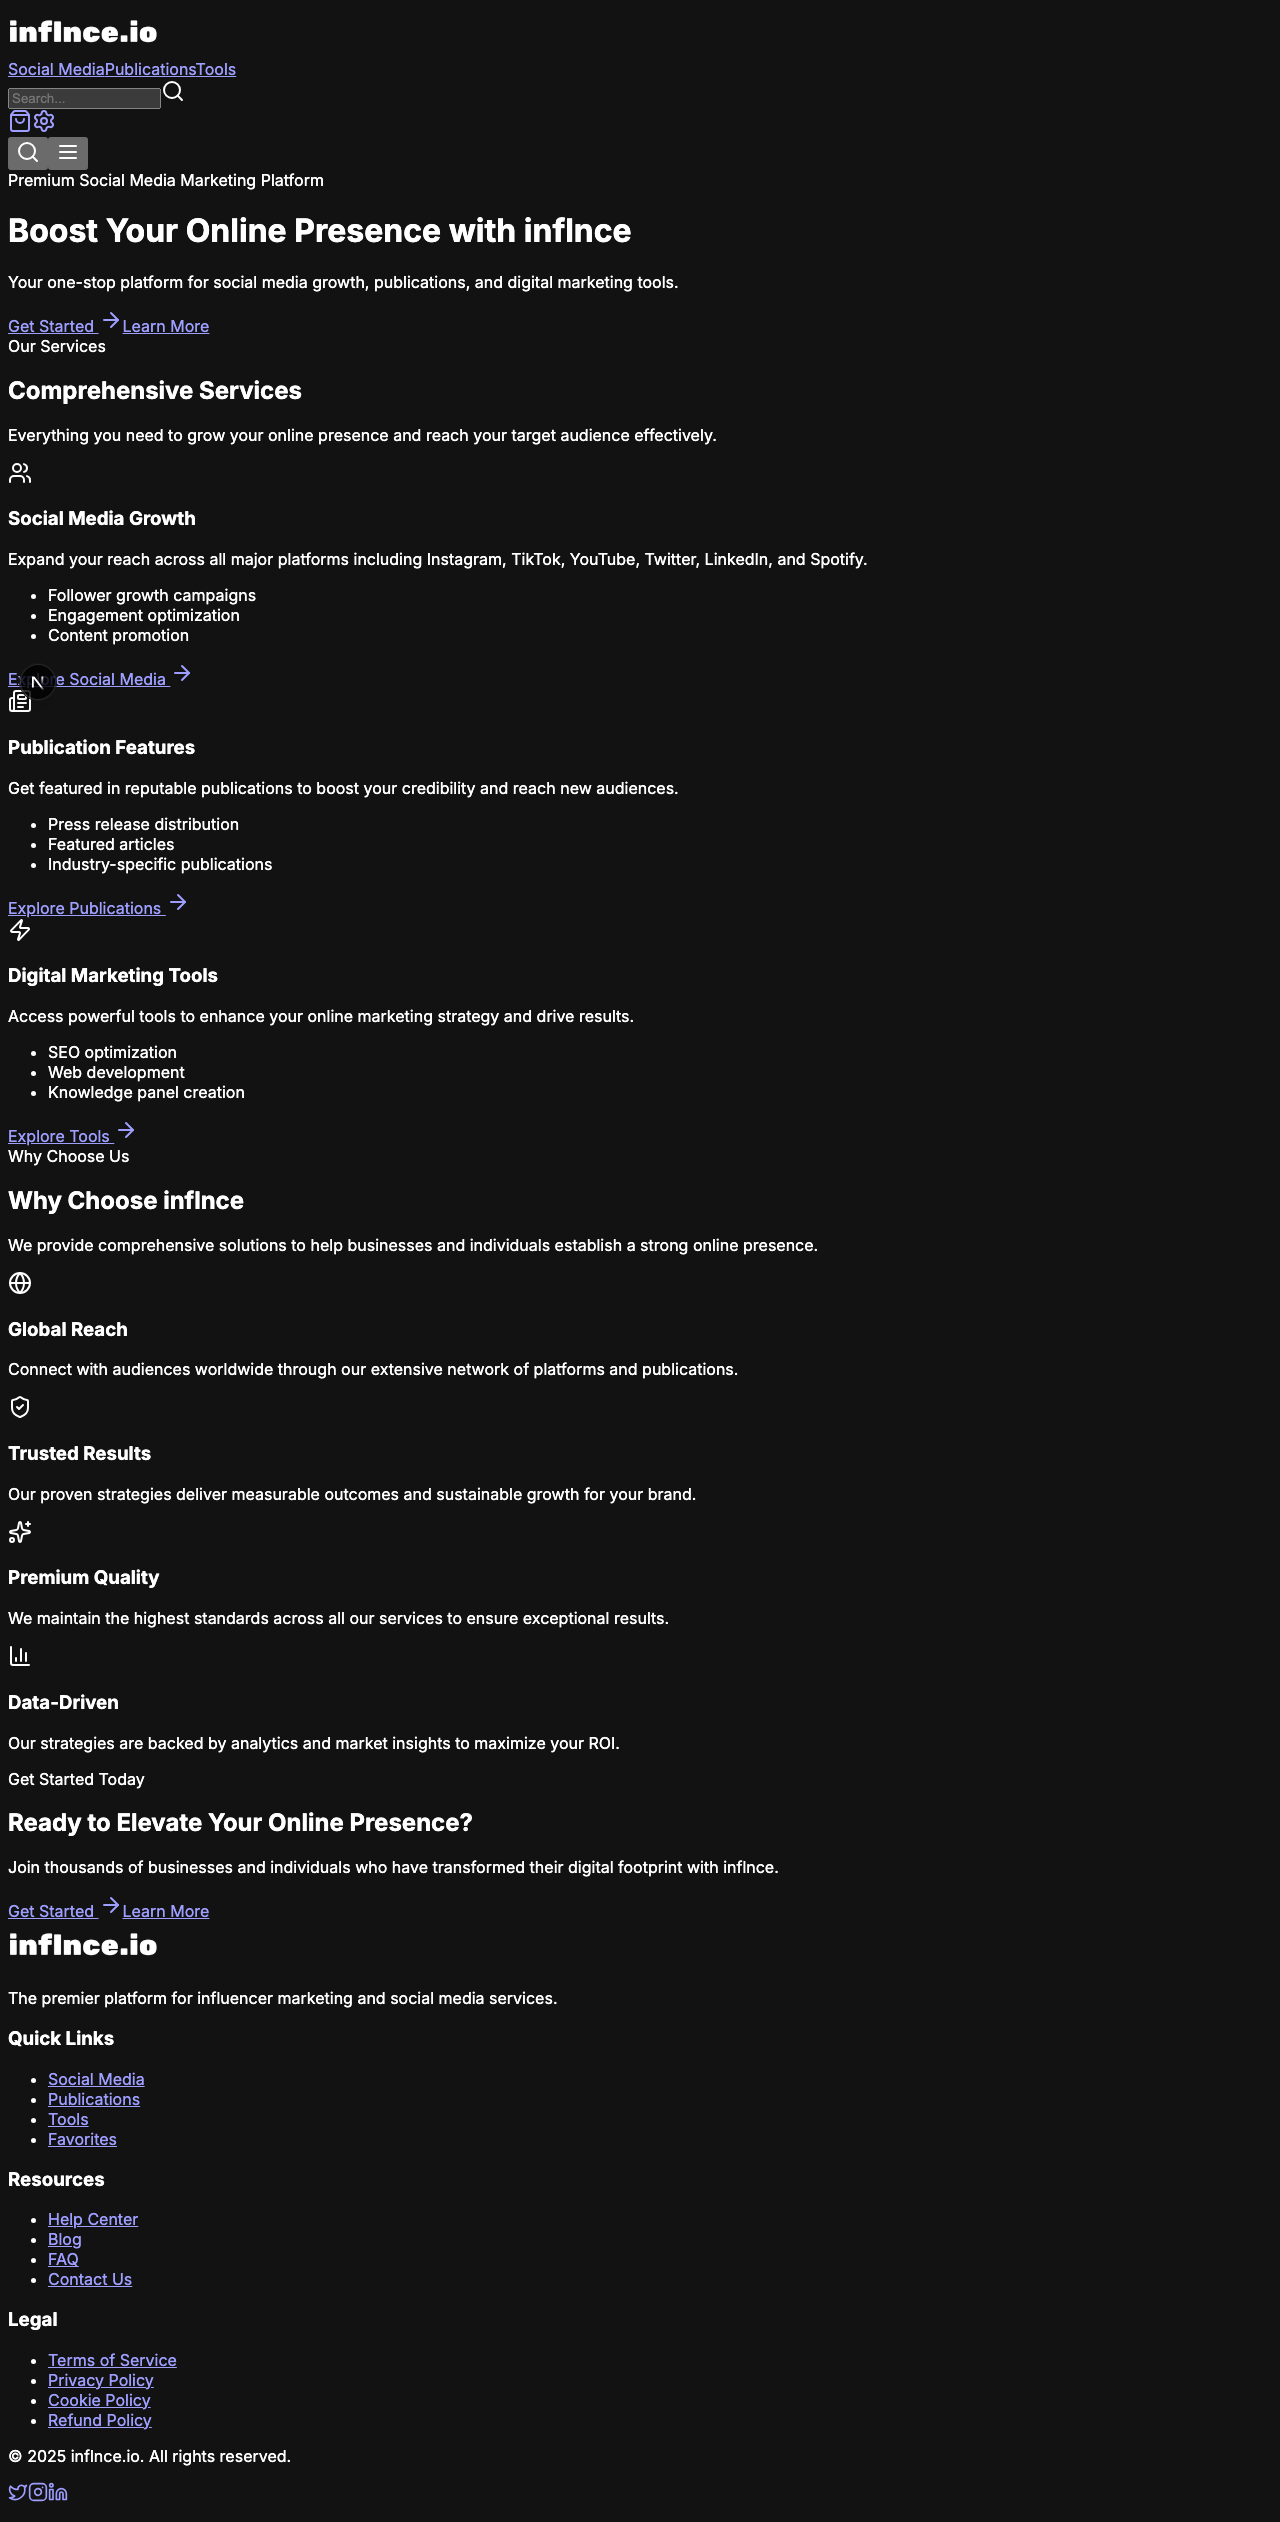 inflnce.io
Social MediaPublicationsTools
Search...
Premium Social Media Marketing Platform
Boost Your Online Presence with inflnce
Your one-stop platform for social media growth, publications, and digital marketing tools.
Get Started Learn More
Our Services
Comprehensive Services
Everything you need to grow your online presence and reach your target audience effectively.
Social Media Growth
Expand your reach across all major platforms including Instagram, TikTok, YouTube, Twitter, LinkedIn, and Spotify.
Follower growth campaigns
Engagement optimization
Content promotion
Explore Social Media
N
Publication Features
Get featured in reputable publications to boost your credibility and reach new audiences.
Press release distribution
Featured articles
Industry-specific publications
Explore Publications
Digital Marketing Tools
Access powerful tools to enhance your online marketing strategy and drive results.
SEO optimization
Web development
Knowledge panel creation
Explore Tools
Why Choose Us
Why Choose inflnce
We provide comprehensive solutions to help businesses and individuals establish a strong online presence.
Global Reach
Connect with audiences worldwide through our extensive network of platforms and publications.
Trusted Results
Our proven strategies deliver measurable outcomes and sustainable growth for your brand.
Premium Quality
We maintain the highest standards across all our services to ensure exceptional results.
Data-Driven
Our strategies are backed by analytics and market insights to maximize your ROI.
Get Started Today
Ready to Elevate Your Online Presence?
Join thousands of businesses and individuals who have transformed their digital footprint with inflnce.
Get Started Learn More
inflnce.io
The premier platform for influencer marketing and social media services.
Quick Links
Social Media
Publications
Tools
Favorites
Resources
Help Center
Blog
FAQ
Contact Us
Legal
Terms of Service
Privacy Policy
Cookie Policy
Refund Policy
© 2025 inflnce.io. All rights reserved.